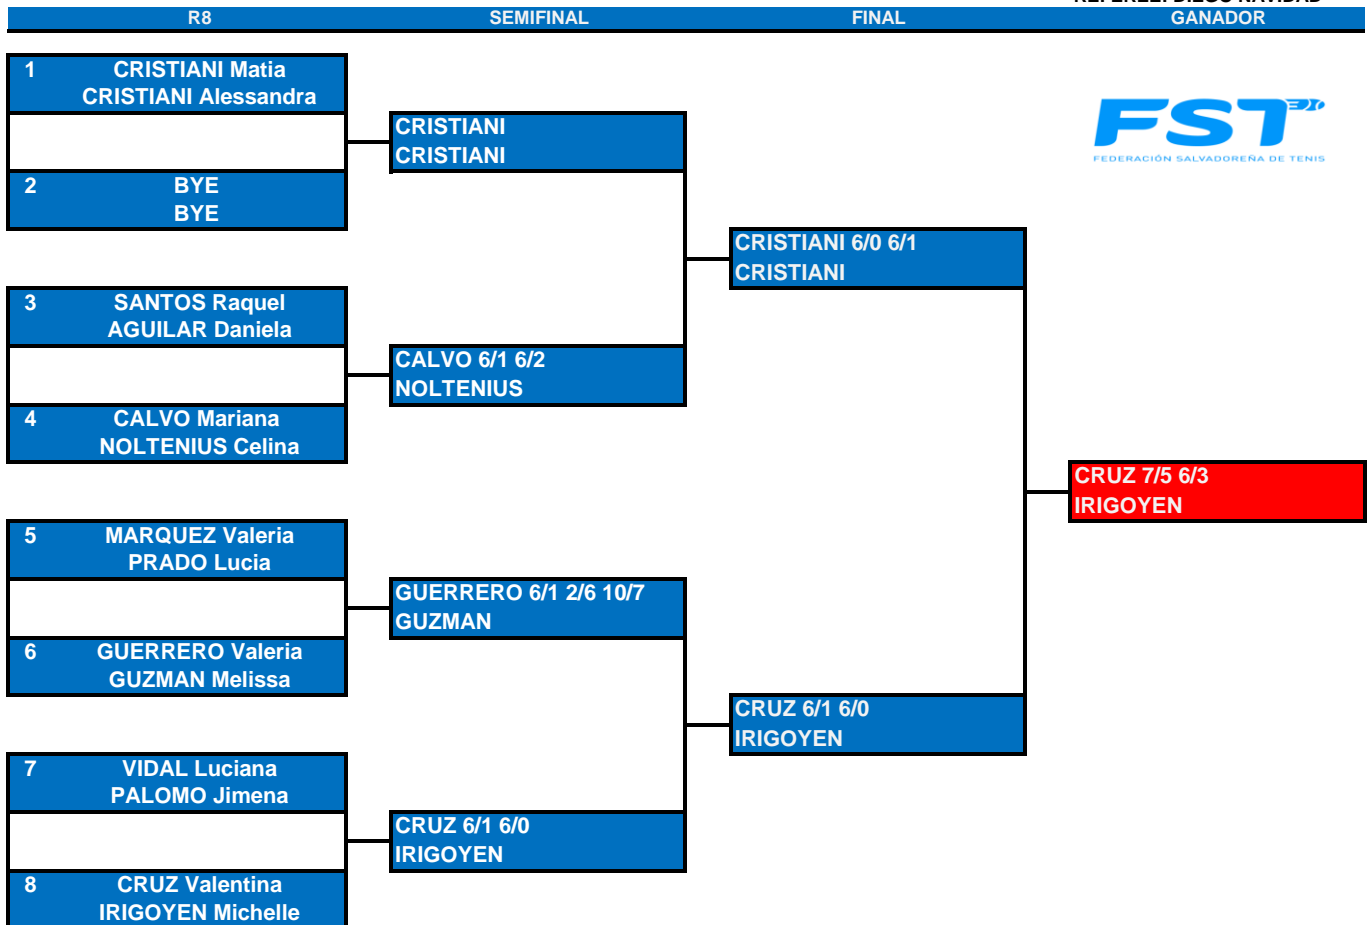 R8 SEMIFINAL FINAL GANADOR
1 CRISTIANI Matia
CRISTIANI Alessandra
FST
FEDERACIÓN SALVADOREÑA DE TENIS
CRISTIANI
CRISTIANI
2 BYE
BYE
CRISTIANI 6/0 6/1
CRISTIANI
3 SANTOS Raquel
AGUILAR Daniela
CALVO 6/1 6/2
NOLTENIUS
4 CALVO Mariana
NOLTENIUS Celina
CRUZ 7/5 6/3
IRIGOYEN
5 MARQUEZ Valeria
PRADO Lucia
GUERRERO 6/1 2/6 10/7
GUZMAN
6 GUERRERO Valeria
GUZMAN Melissa
CRUZ 6/1 6/0
IRIGOYEN
7 VIDAL Luciana
PALOMO Jimena
CRUZ 6/1 6/0
IRIGOYEN
8 CRUZ Valentina
IRIGOYEN Michelle